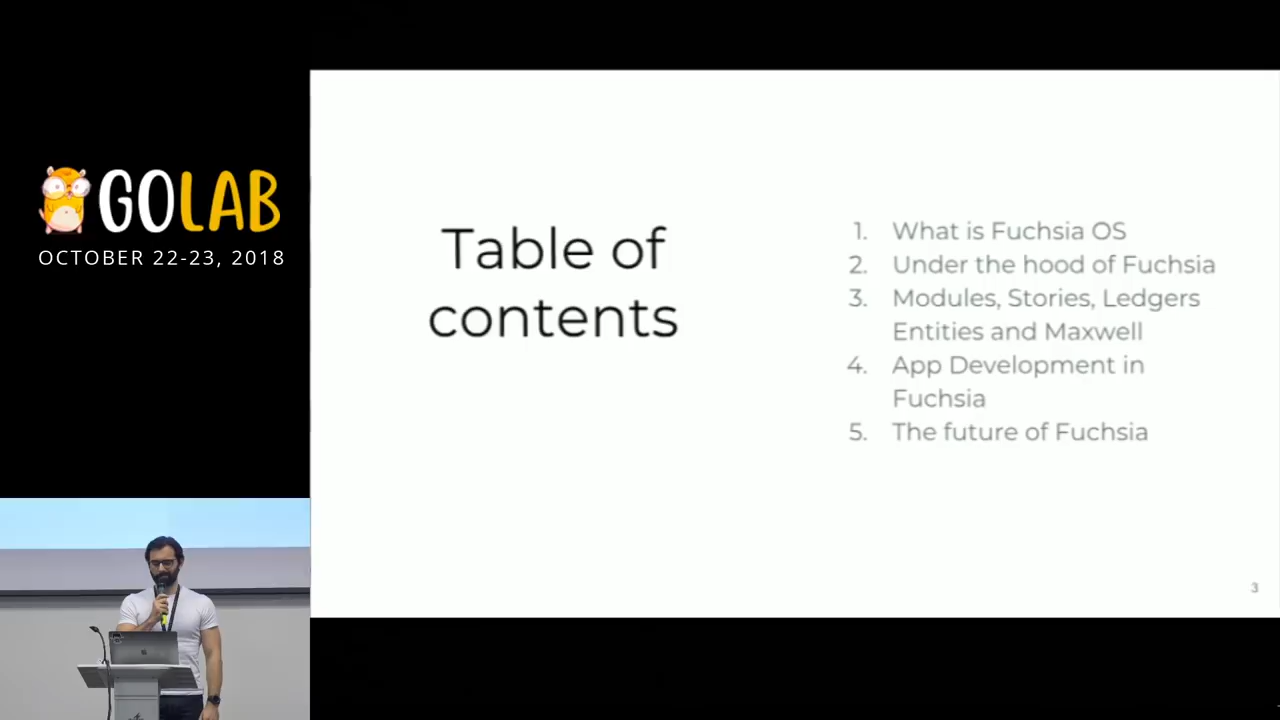 GOLAB
OCTOBER 22-23, 2018
Table of
contents
1. What is Fuchsia OS
2. Under the hood of Fuchsia
3. Modules, Stories, Ledgers
Entities and Maxwell
4. App Development in
Fuchsia
5. The future of Fuchsia
3